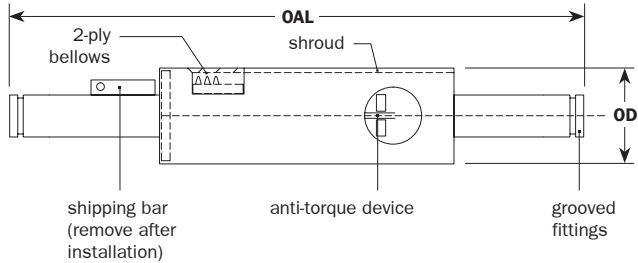 OAL
2-ply
bellows
shroud
OD
shipping bar
(remove after
installation)
anti-torque device
grooved
fittings